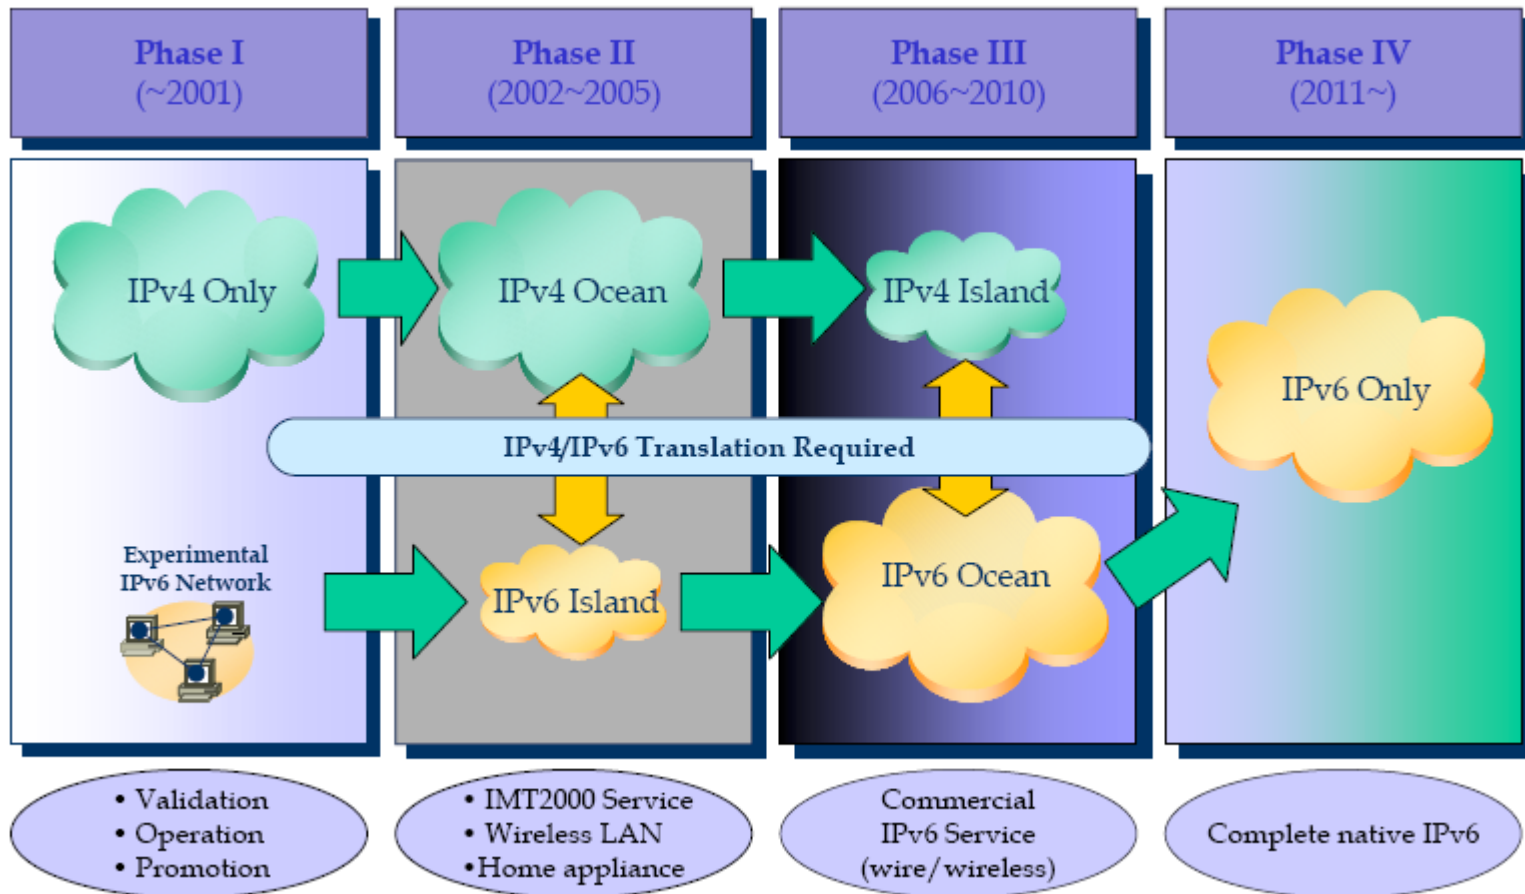 Phase I
(~2001)
Phase II
(2002~2005)
Phase III
(2006~2010)
Phase IV
(2011~)
IPv4 Only
IPv4 Ocean
IPv4 Island
IPv6 Only
IPv4/IPv6 Translation Required
Experimental
IPv6 Network
IPv6 Island
IPv6 Ocean
• Validation
• Operation
• Promotion
• IMT2000 Service
• Wireless LAN
•Home appliance
Commercial
IPv6 Service
(wire/wireless)
Complete native IPv6